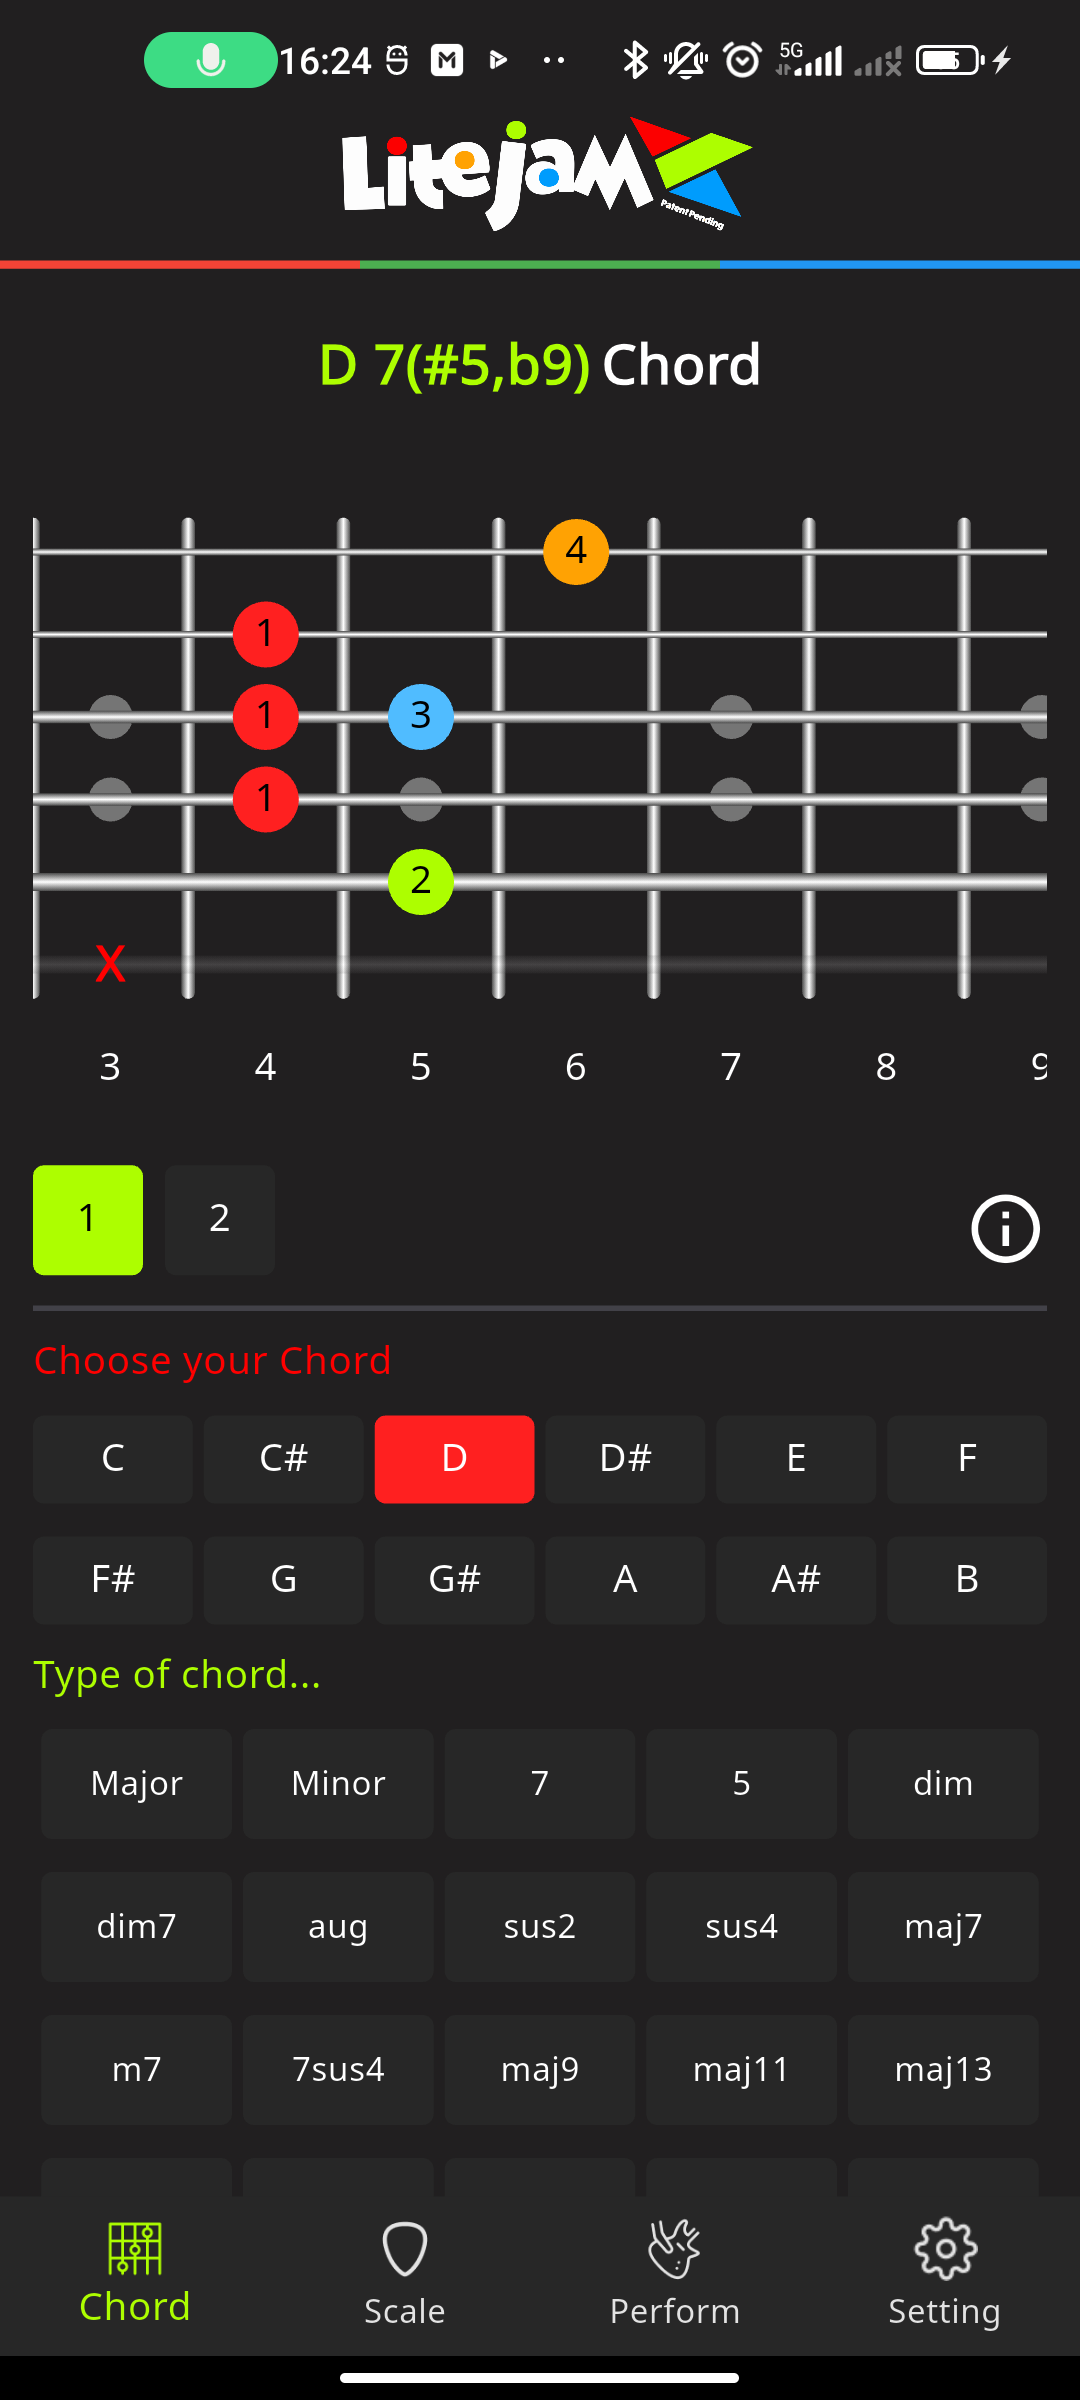 16:24 5G
Litejam
Patent Pending
D 7(#5,b9) Chord
4
1
1 3
1
2
X
3 4 5 6 7 8 9
1 2
Choose your Chord
C C# D D# E F
F# G G# A A# B
Type of chord...
Major Minor 7 5 dim
dim7 aug sus2 sus4 maj7
m7 7sus4 maj9 maj11 maj13
Chord Scale Perform Setting